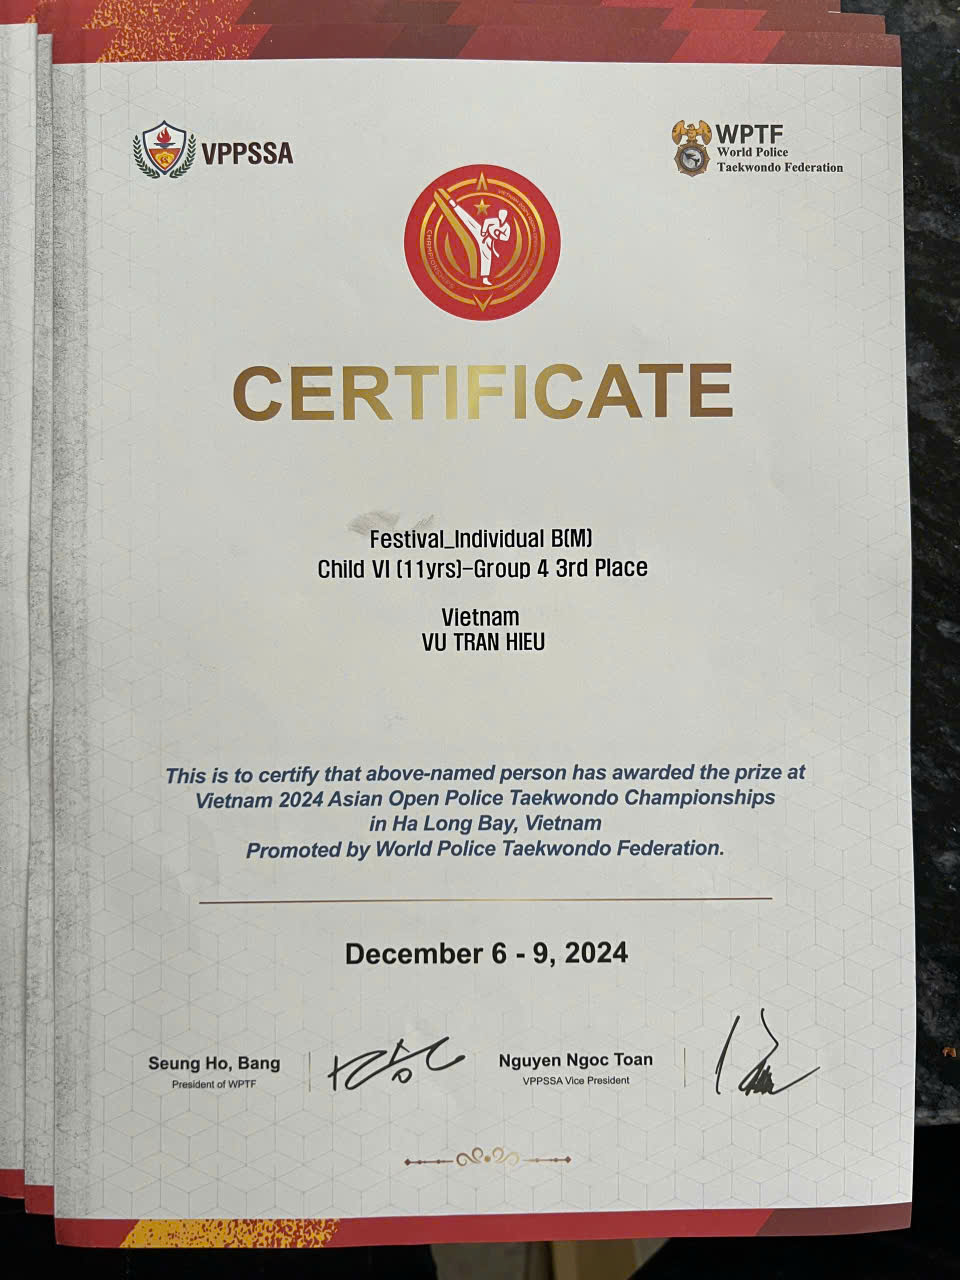 VPPSSA
WPTF
World Police
Taekwondo Federation
CHAMPIONSHIPS
CERTIFICATE
Festival_Individual B(M)
Child VI (11yrs)-Group 4 3rd Place
Vietnam
VU TRAN HIEU
This is to certify that above-named person has awarded the prize at
Vietnam 2024 Asian Open Police Taekwondo Championships
in Ha Long Bay, Vietnam
Promoted by World Police Taekwondo Federation.
December 6 - 9, 2024
Seung Ho, Bang
President of WPTF
Nguyen Ngoc Toan
VPPSSA Vice President